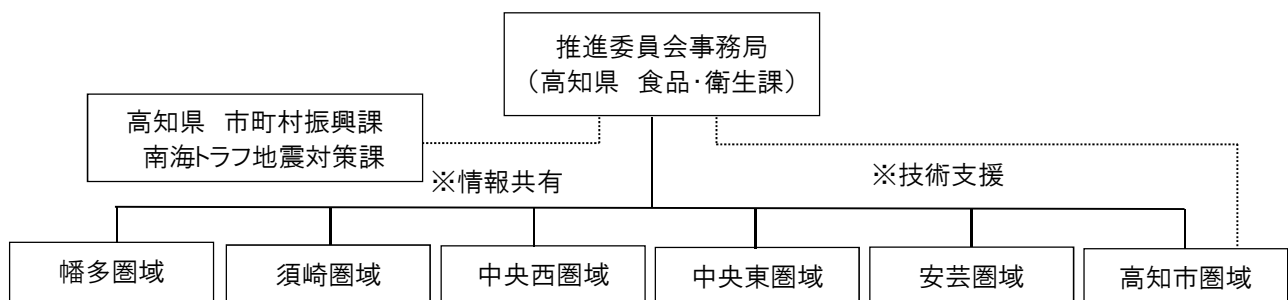 推進委員会事務局
（高知県　食品・衛生課）
高知県　市町村振興課
南海トラフ地震対策課
※情報共有
※技術支援
幡多圏域
須崎圏域
中央西圏域
中央東圏域
安芸圏域
高知市圏域